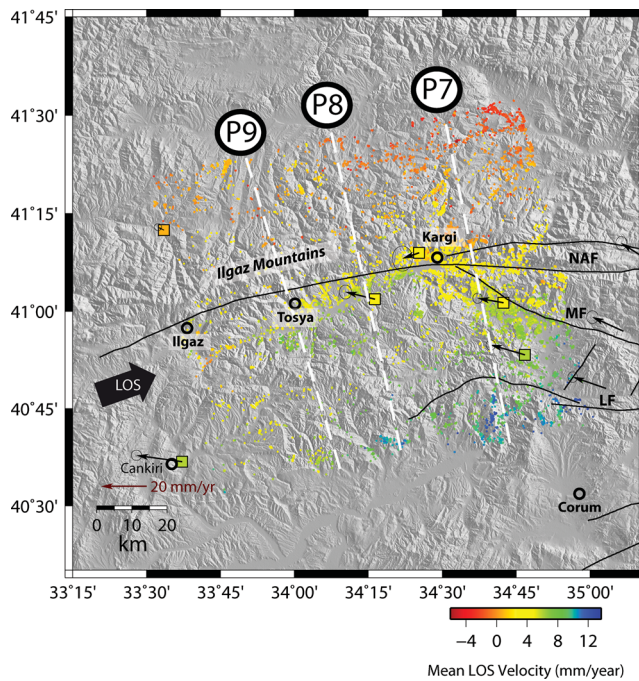 41˚45'
41˚30'
41˚15'
41˚00'
40˚45'
40˚30'
P9
P8
P7
Kargi
Ilgaz Mountains
NAF
Tosya
MF
Ilgaz
LOS
LF
Cankiri
20 mm/yr
Corum
0 10 20
km
33˚15' 33˚30' 33˚45' 34˚00' 34˚15' 34˚30' 34˚45' 35˚00'
−4 0 4 8 12
Mean LOS Velocity (mm/year)